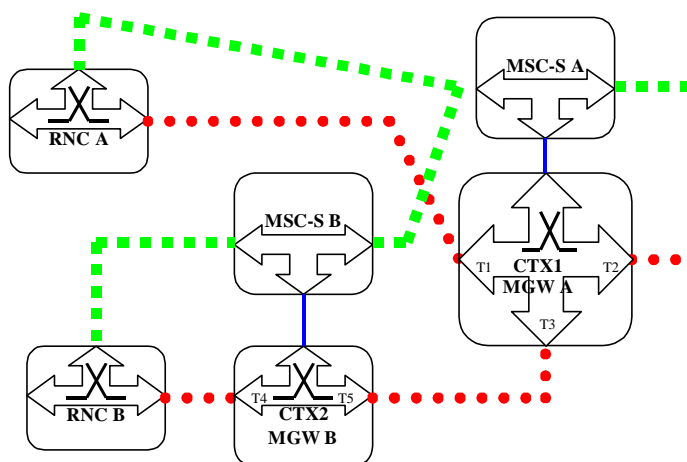 MSC-S A
RNC A
MSC-S B
T1
CTX1
T2
MGW A
T3
RNC B
T4
CTX2
T5
MGW B